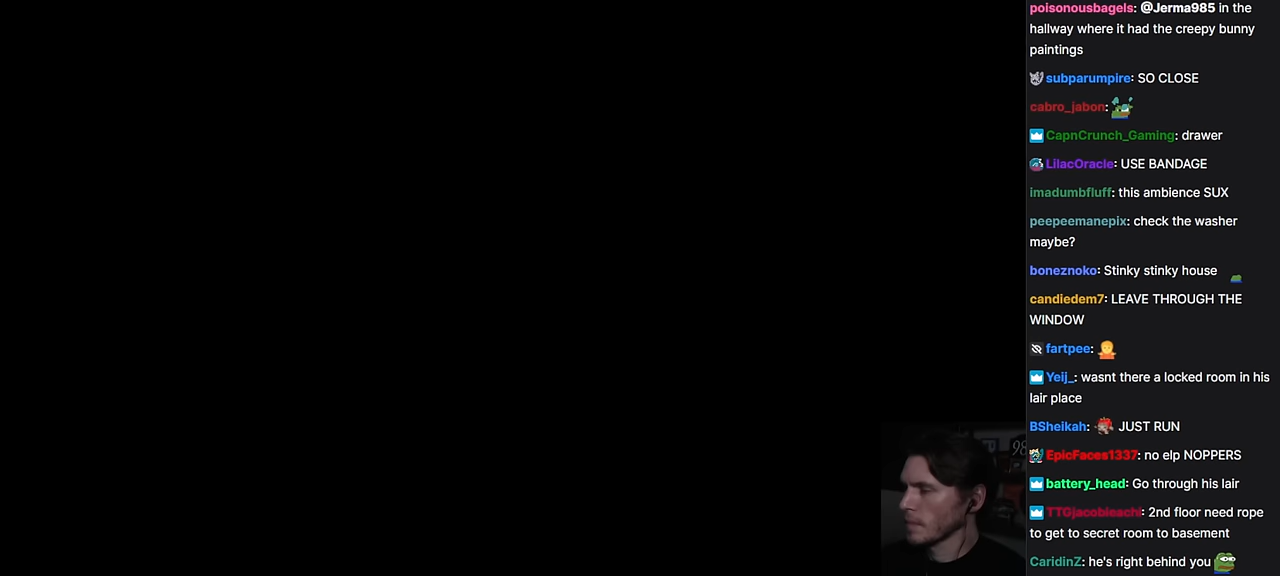 poisonousbagels: @Jerma985 in the
hallway where it had the creepy bunny
paintings
subparumpire: SO CLOSE
cabro_jabon:
CapnCrunch_Gaming: drawer
LilacOracle: USE BANDAGE
imadumbfluff: this ambience SUX
peepeemanepix: check the washer
maybe?
boneznoko: Stinky stinky house
candiedem7: LEAVE THROUGH THE
WINDOW
fartpee:
Yeij_: wasnt there a locked room in his
lair place
BSheikah: JUST RUN
EpicFaces1337: no elp NOPPERS
battery_head: Go through his lair
TTGjacobleachi: 2nd floor need rope
to get to secret room to basement
CaridinZ: he's right behind you
98